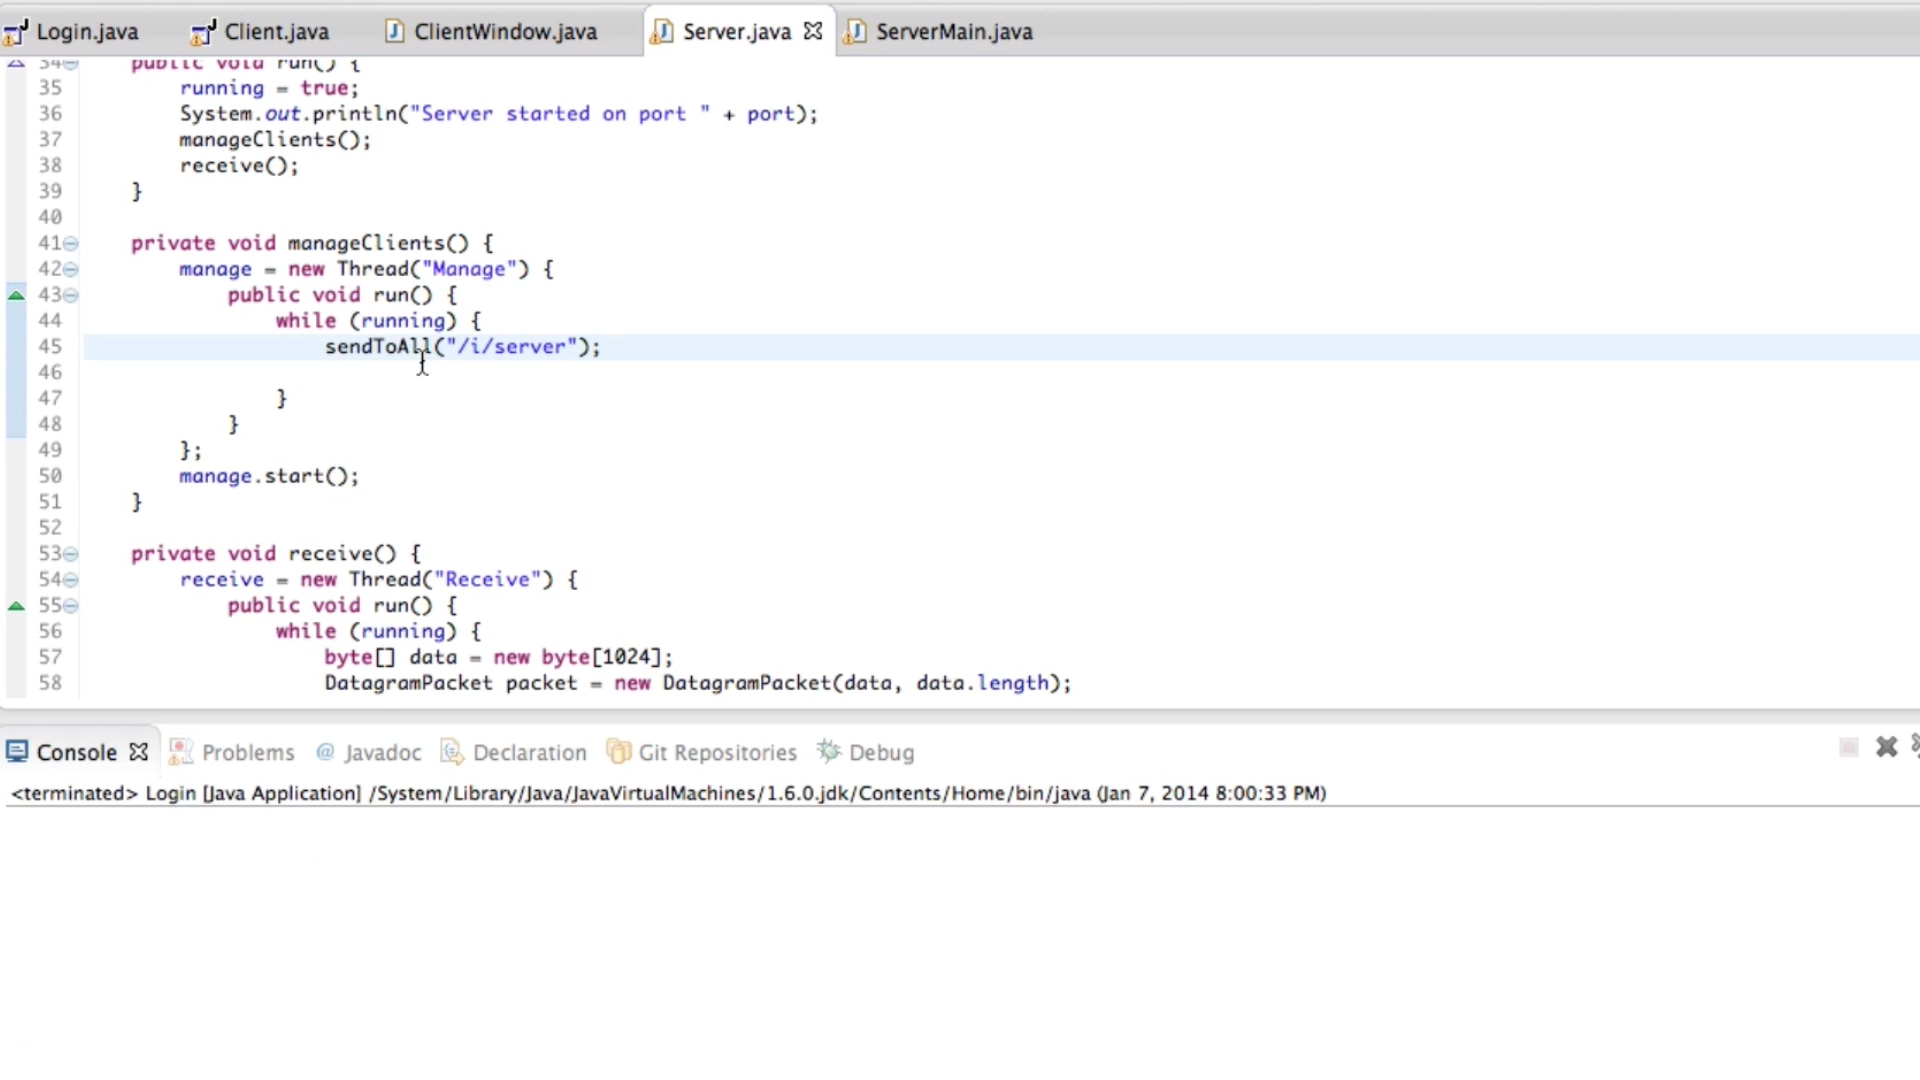 Login.java Client.java ClientWindow.java Server.java ServerMain.java
34 public void run() {
35 running = true;
36 System.out.println("Server started on port " + port);
37 manageClients();
38 receive();
39 }
40
41 private void manageClients() {
42 manage = new Thread("Manage") {
43 public void run() {
44 while (running) {
45 sendToAll("/i/server");
46
47 }
48 }
49 };
50 manage.start();
51 }
52
53 private void receive() {
54 receive = new Thread("Receive") {
55 public void run() {
56 while (running) {
57 byte[] data = new byte[1024];
58 DatagramPacket packet = new DatagramPacket(data, data.length);
Console Problems @ Javadoc Declaration Git Repositories Debug
<terminated> Login [Java Application] /System/Library/Java/JavaVirtualMachines/1.6.0.jdk/Contents/Home/bin/java (Jan 7, 2014 8:00:33 PM)